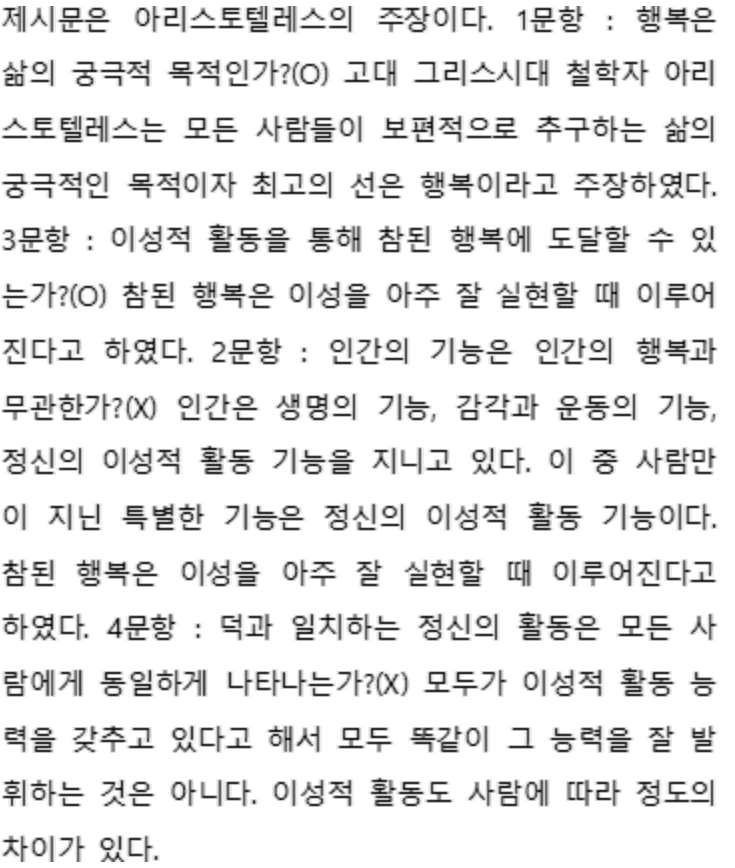 제시문은 아리스토텔레스의 주장이다. 1문항 : 행복은
삶의 궁극적 목적인가?(O) 고대 그리스시대 철학자 아리
스토텔레스는 모든 사람들이 보편적으로 추구하는 삶의
궁극적인 목적이자 최고의 선은 행복이라고 주장하였다.
3문항 : 이성적 활동을 통해 참된 행복에 도달할 수 있
는가?(O) 참된 행복은 이성을 아주 잘 실현할 때 이루어
진다고 하였다. 2문항 : 인간의 기능은 인간의 행복과
무관한가?(X) 인간은 생명의 기능, 감각과 운동의 기능,
정신의 이성적 활동 기능을 지니고 있다. 이 중 사람만
이 지닌 특별한 기능은 정신의 이성적 활동 기능이다.
참된 행복은 이성을 아주 잘 실현할 때 이루어진다고
하였다. 4문항 : 덕과 일치하는 정신의 활동은 모든 사
람에게 동일하게 나타나는가?(X) 모두가 이성적 활동 능
력을 갖추고 있다고 해서 모두 똑같이 그 능력을 잘 발
휘하는 것은 아니다. 이성적 활동도 사람에 따라 정도의
차이가 있다.